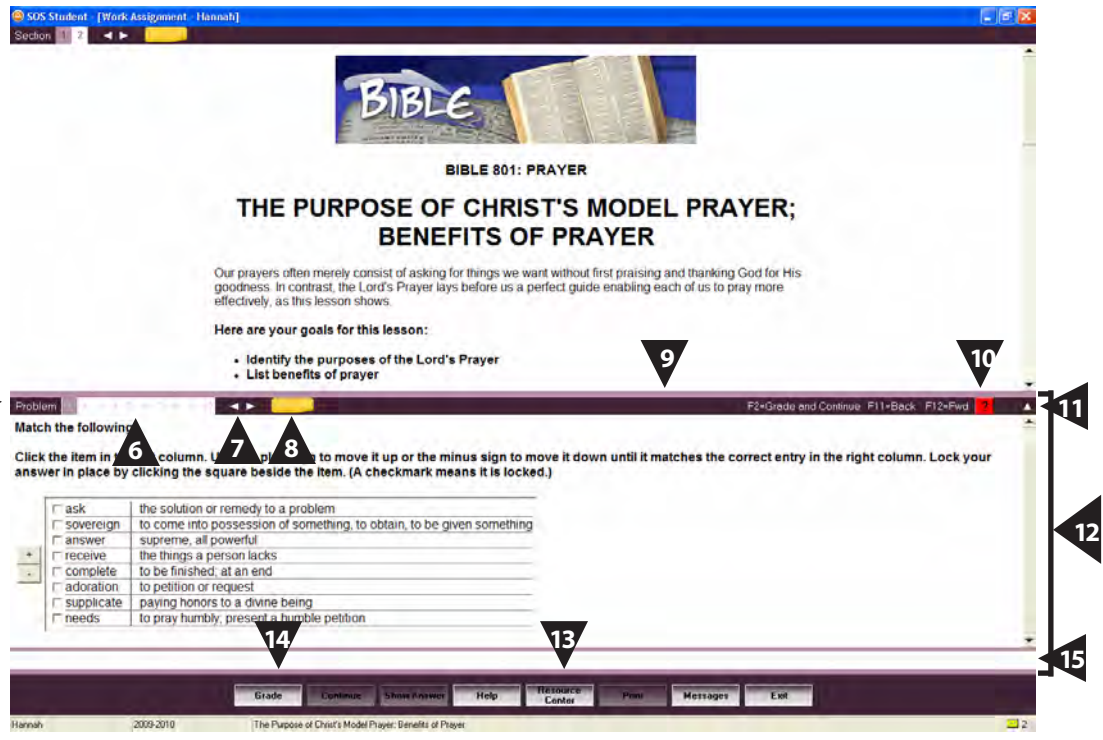 SOS Student - [Work Assignment - Hannah]
Section 1 2
BIBLE
BIBLE 801: PRAYER
THE PURPOSE OF CHRIST'S MODEL PRAYER;
BENEFITS OF PRAYER
Our prayers often merely consist of asking for things we want without first praising and thanking God for His
goodness. In contrast, the Lord's Prayer lays before us a perfect guide enabling each of us to pray more
effectively, as this lesson shows.
Here are your goals for this lesson:
• Identify the purposes of the Lord's Prayer
• List benefits of prayer
9
10
Problem
F2=Grade and Continue F11=Back F12=Fwd ?
11
Match the following
6
7
8
Click the item in column. to move it up or the minus sign to move it down until it matches the correct entry in the right column. Lock your
answer in place by clicking the square beside the item. (A checkmark means it is locked.)
12
ask the solution or remedy to a problem
sovereign to come into possession of something, to obtain, to be given something
answer supreme, all powerful
+ receive the things a person lacks
- complete to be finished; at an end
adoration to petition or request
supplicate paying honors to a divine being
needs to pray humbly; present a humble petition
14
13
15
Grade Continue Show Answer Help Resource Center Print Messages Exit
Hannah 2009-2010 The Purpose of Christ's Model Prayer; Benefits of Prayer 2